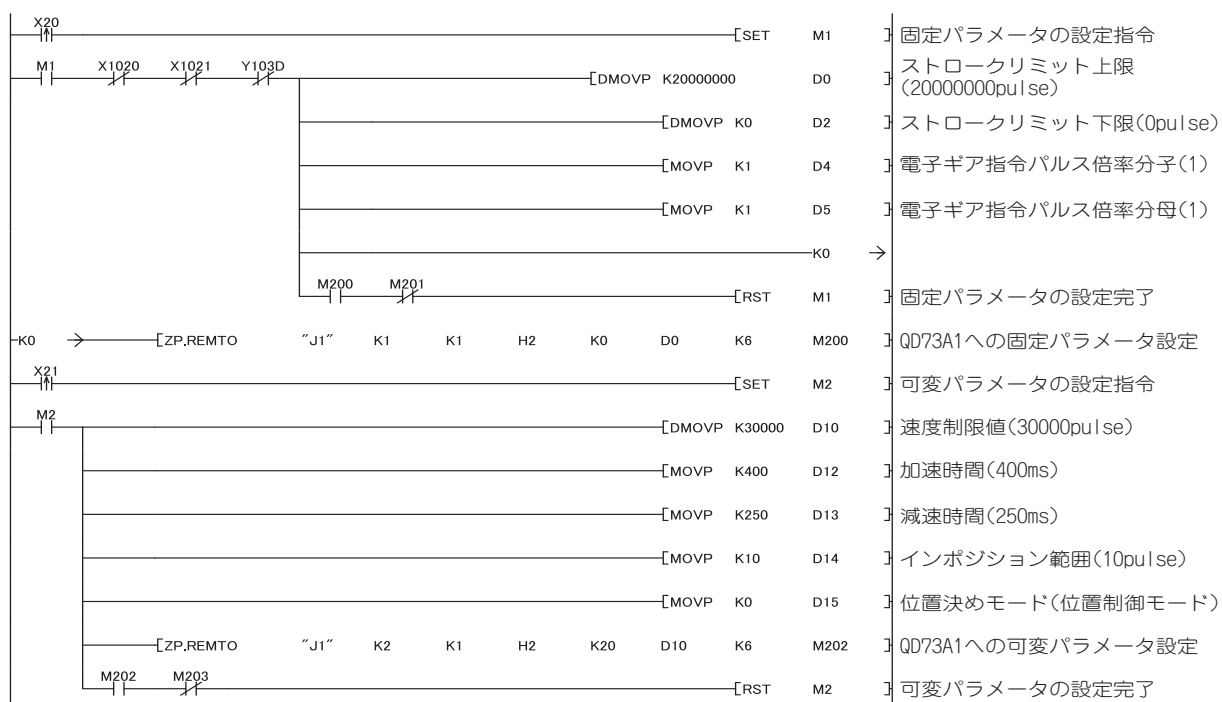 X20
SET M1 固定パラメータの設定指令
M1 X1020 X1021 Y103D
DMOVP K20000000 D0 ストロークリミット上限
(20000000pulse)
DMOVP K0 D2 ストロークリミット下限(0pulse)
MOVP K1 D4 電子ギア指令パルス倍率分子(1)
MOVP K1 D5 電子ギア指令パルス倍率分母(1)
K0
M200 M201
RST M1 固定パラメータの設定完了
K0 ZP.REMTO "J1" K1 K1 H2 K0 D0 K6 M200 QD73A1への固定パラメータ設定
X21
SET M2 可変パラメータの設定指令
M2
DMOVP K30000 D10 速度制限値(30000pulse)
MOVP K400 D12 加速時間(400ms)
MOVP K250 D13 減速時間(250ms)
MOVP K10 D14 インポジション範囲(10pulse)
MOVP K0 D15 位置決めモード(位置制御モード)
ZP.REMTO "J1" K2 K1 H2 K20 D10 K6 M202 QD73A1への可変パラメータ設定
M202 M203
RST M2 可変パラメータの設定完了